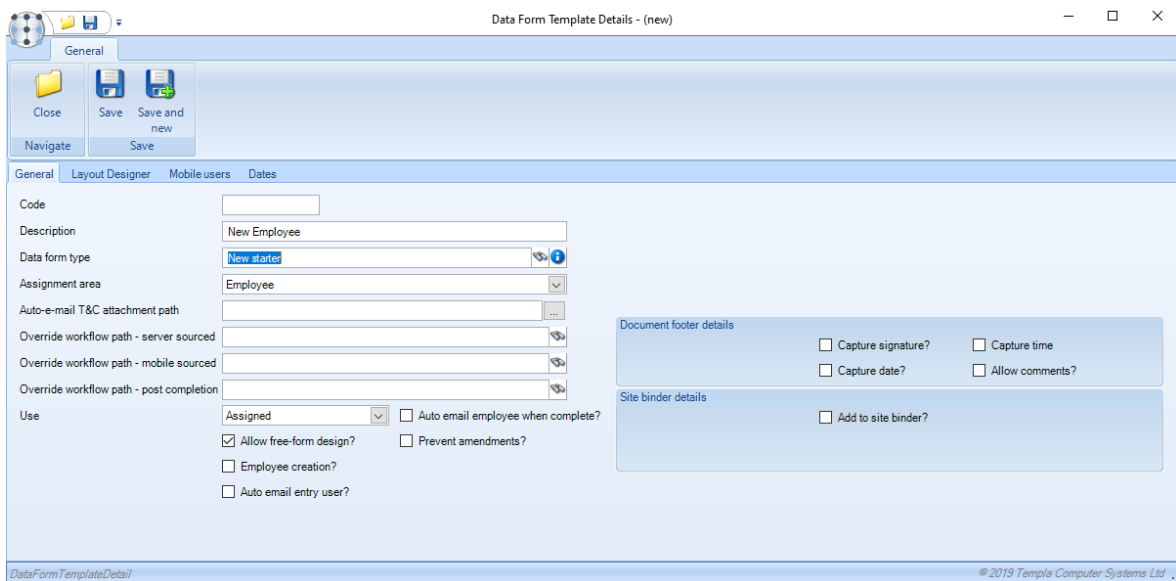 Data Form Template Details - (new)
General
Close
Save
Save and new
Navigate
Save
General
Layout Designer
Mobile users
Dates
Code
Description
New Employee
Data form type
New starter
Assignment area
Employee
Auto-e-mail T&C attachment path
...
Override workflow path - server sourced
Override workflow path - mobile sourced
Override workflow path - post completion
Use
Assigned
Auto email employee when complete?
Allow free-form design?
Prevent amendments?
Employee creation?
Auto email entry user?
Document footer details
Capture signature?
Capture time
Capture date?
Allow comments?
Site binder details
Add to site binder?
DataFormTemplateDetail
© 2019 Templa Computer Systems Ltd